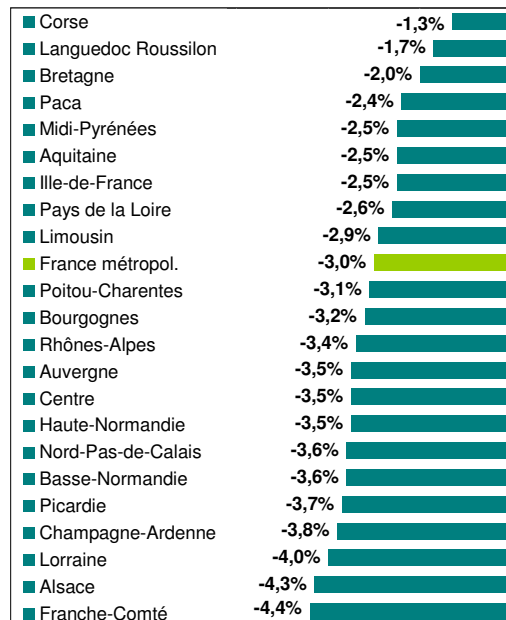 Corse -1,3%
Languedoc Roussilon -1,7%
Bretagne -2,0%
Paca -2,4%
Midi-Pyrénées -2,5%
Aquitaine -2,5%
Ille-de-France -2,5%
Pays de la Loire -2,6%
Limousin -2,9%
France métropol. -3,0%
Poitou-Charentes -3,1%
Bourgognes -3,2%
Rhônes-Alpes -3,4%
Auvergne -3,5%
Centre -3,5%
Haute-Normandie -3,5%
Nord-Pas-de-Calais -3,6%
Basse-Normandie -3,6%
Picardie -3,7%
Champagne-Ardenne -3,8%
Lorraine -4,0%
Alsace -4,3%
Franche-Comté -4,4%